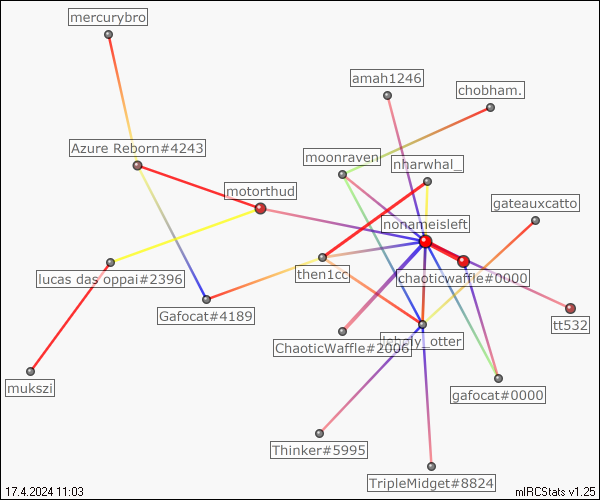 mercurybro
amah1246
chobham.
Azure Reborn#4243
moonraven
nharwhal_
motorthud
gateauxcatto
nonameisleft
lucas das oppai#2396
then1cc
chaoticwaffle#0000
Gafocat#4189
tt532
ChaoticWaffle#2006
lonely_otter
mukszi
gafocat#0000
Thinker#5995
TripleMidget#8824
17.4.2024 11:03
mIRCStats v1.25